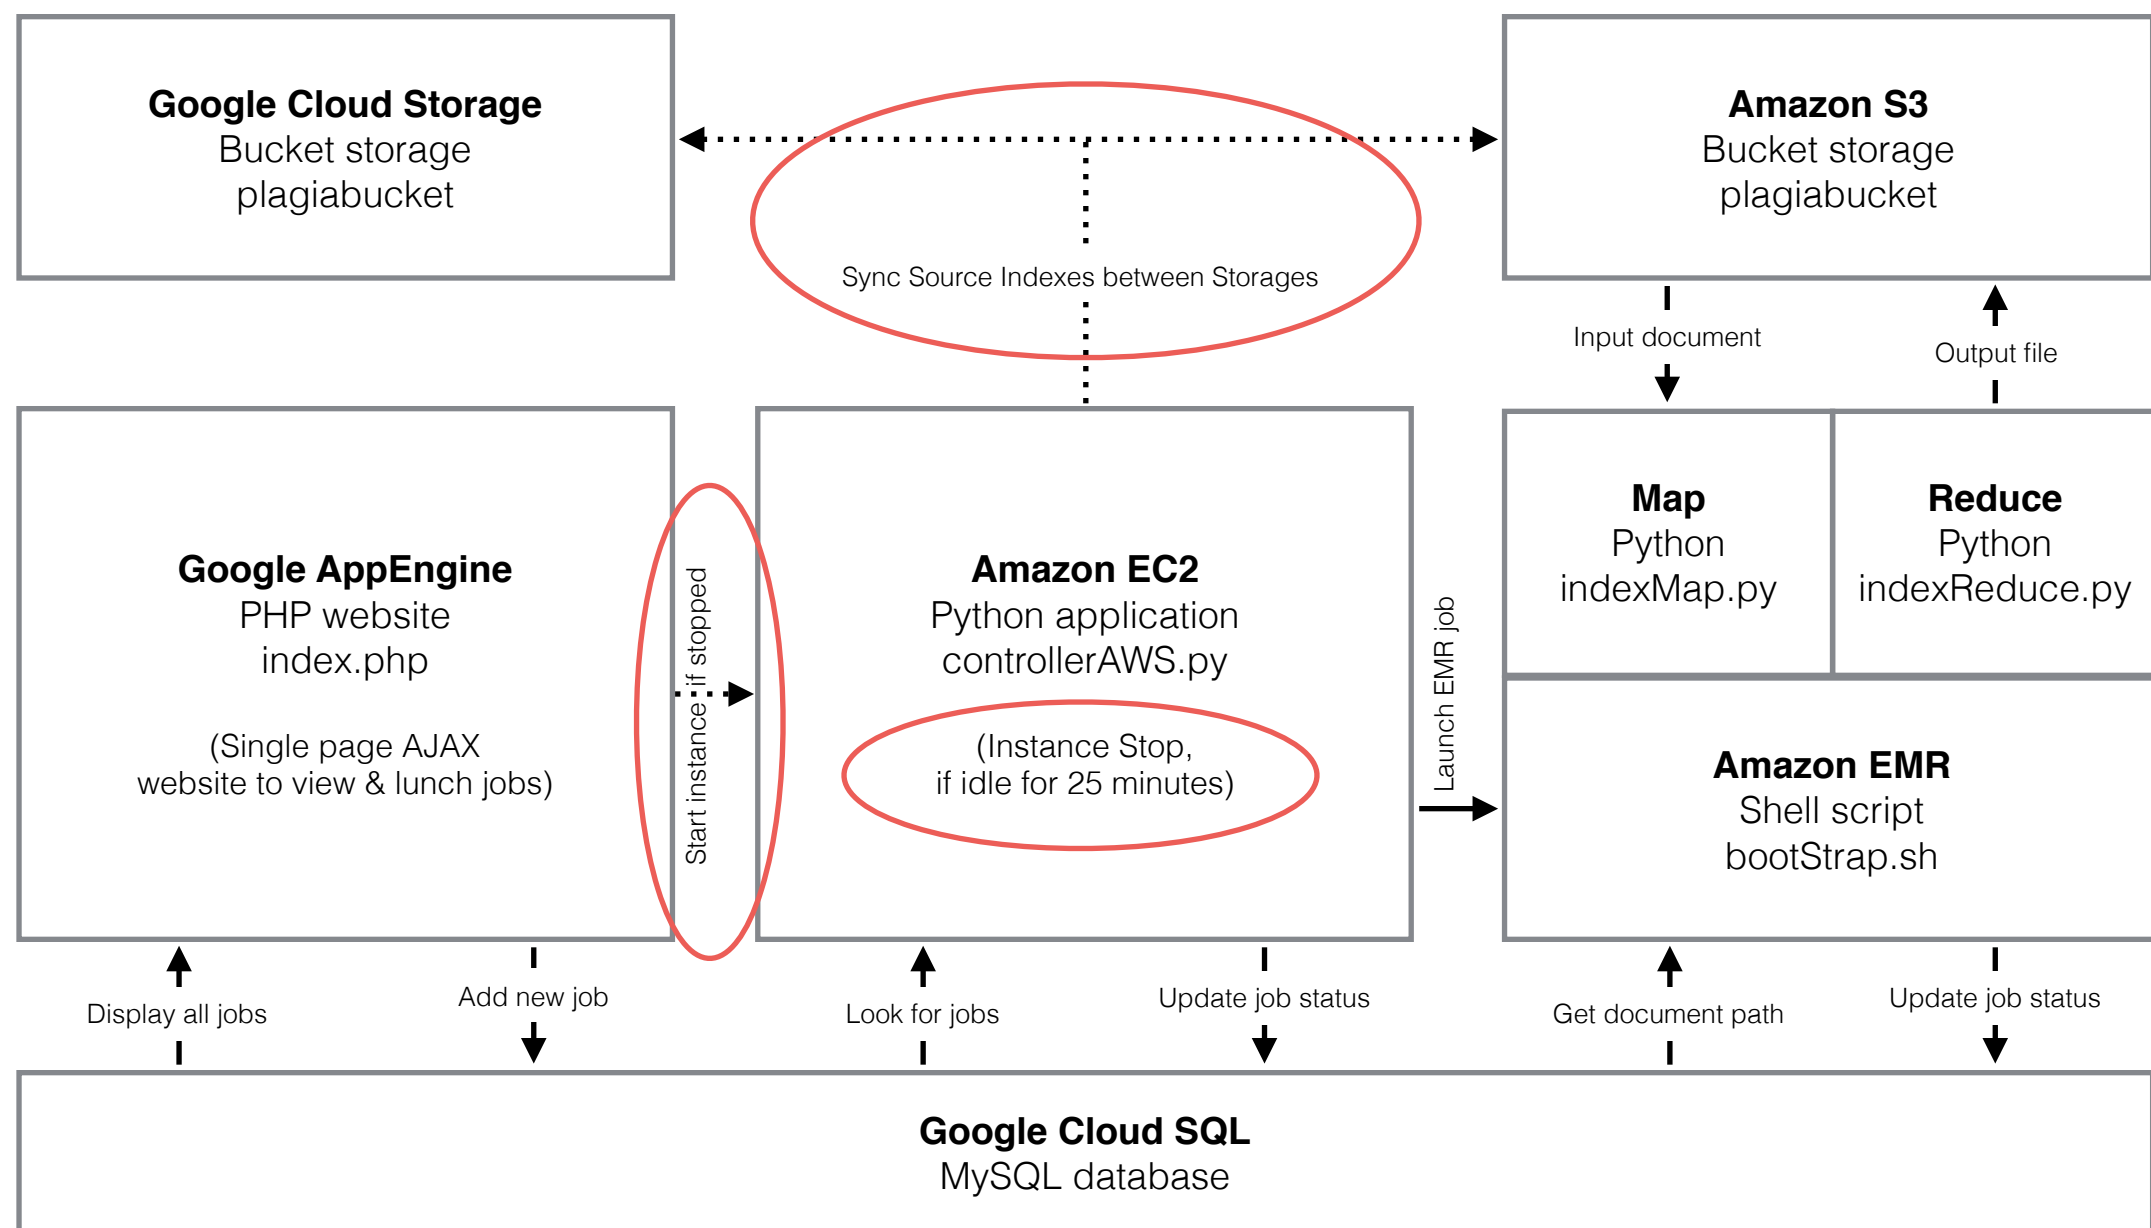 Google Cloud Storage
Bucket storage
plagiabucket
Sync Source Indexes between Storages
Amazon S3
Bucket storage
plagiabucket
Input document
Output file
Google AppEngine
PHP website
index.php
(Single page AJAX
website to view & lunch jobs)
Start instance if stopped
Amazon EC2
Python application
controllerAWS.py
(Instance Stop,
if idle for 25 minutes)
Launch EMR job
Map
Python
indexMap.py
Reduce
Python
indexReduce.py
Amazon EMR
Shell script
bootStrap.sh
Display all jobs
Add new job
Look for jobs
Update job status
Get document path
Update job status
Google Cloud SQL
MySQL database